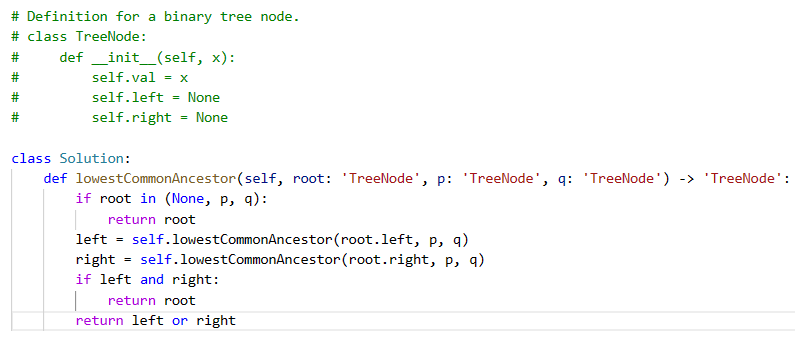 # Definition for a binary tree node.
# class TreeNode:
#     def __init__(self, x):
#         self.val = x
#         self.left = None
#         self.right = None

class Solution:
    def lowestCommonAncestor(self, root: 'TreeNode', p: 'TreeNode', q: 'TreeNode') -> 'TreeNode':
        if root in (None, p, q):
            return root
        left = self.lowestCommonAncestor(root.left, p, q)
        right = self.lowestCommonAncestor(root.right, p, q)
        if left and right:
            return root
        return left or right